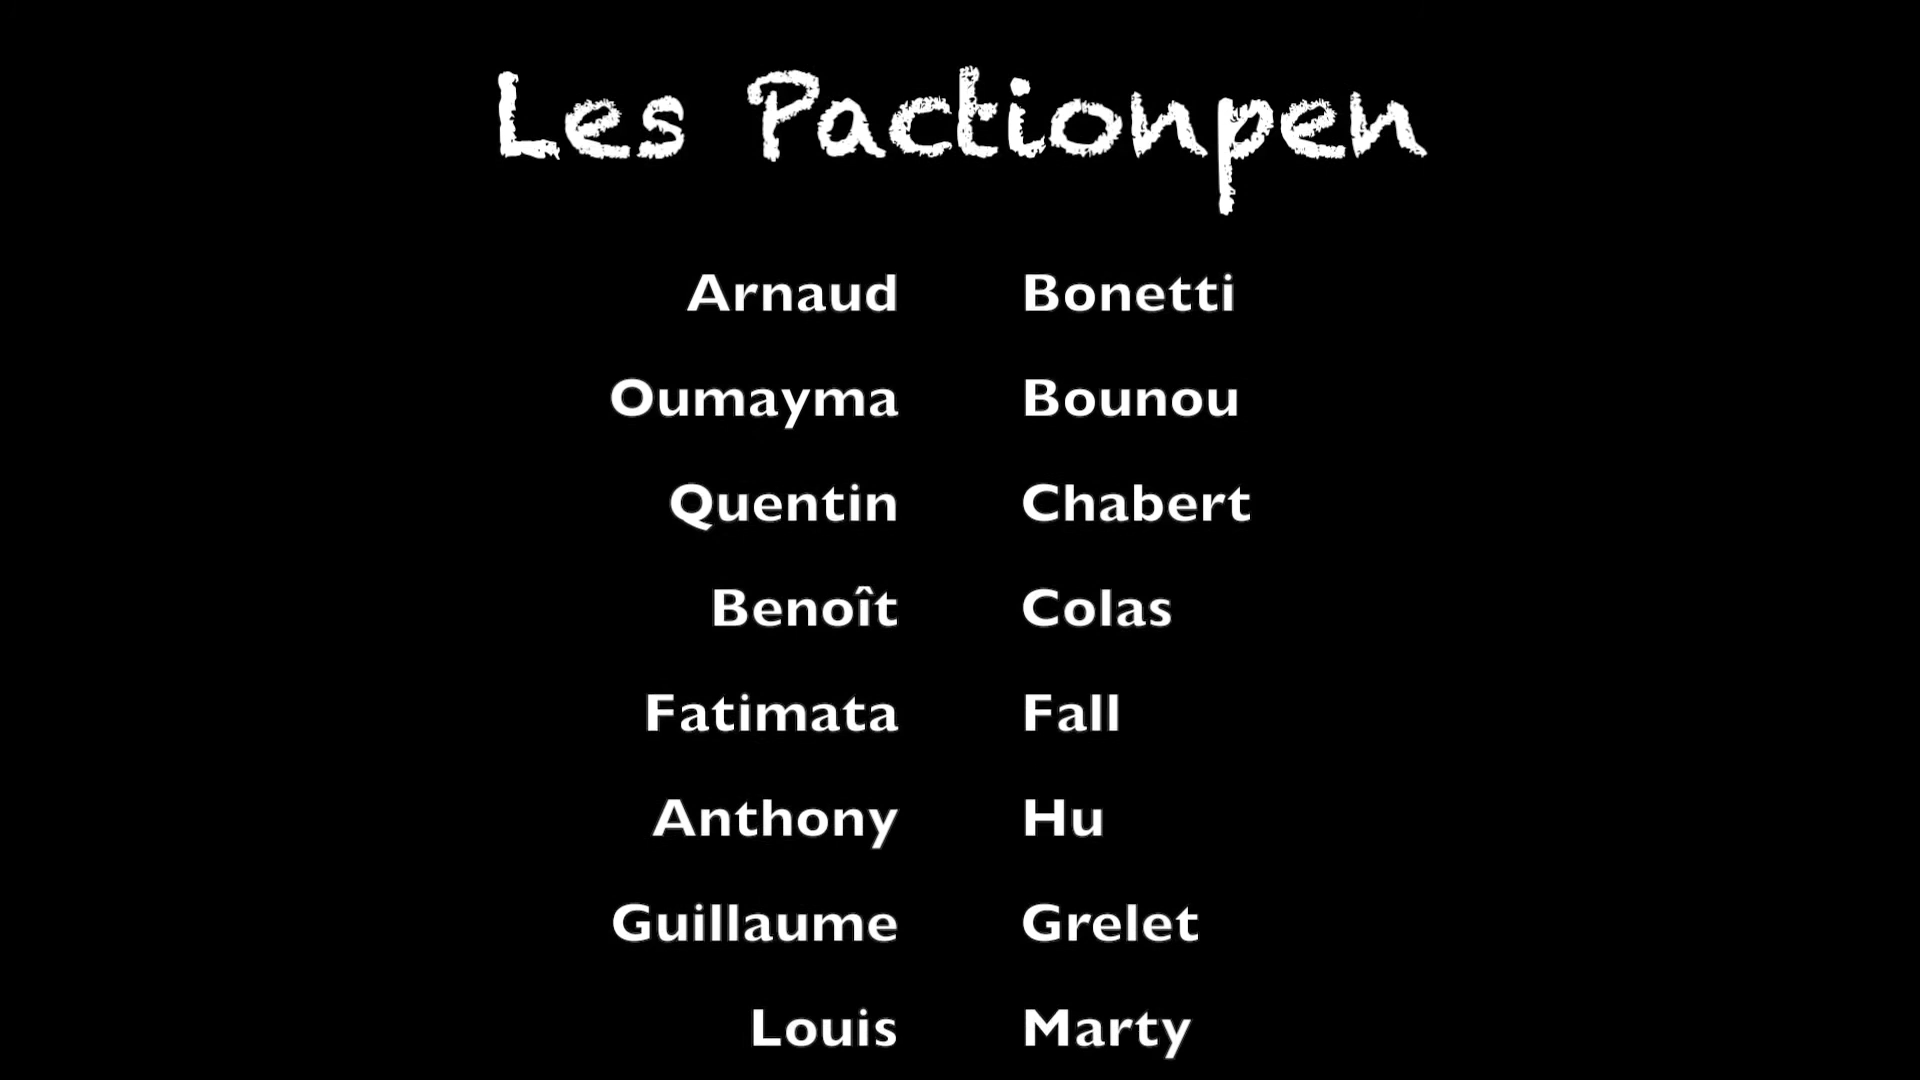 Les Pactionpen
Arnaud Bonetti
Oumayma Bounou
Quentin Chabert
Benoît Colas
Fatimata Fall
Anthony Hu
Guillaume Grelet
Louis Marty